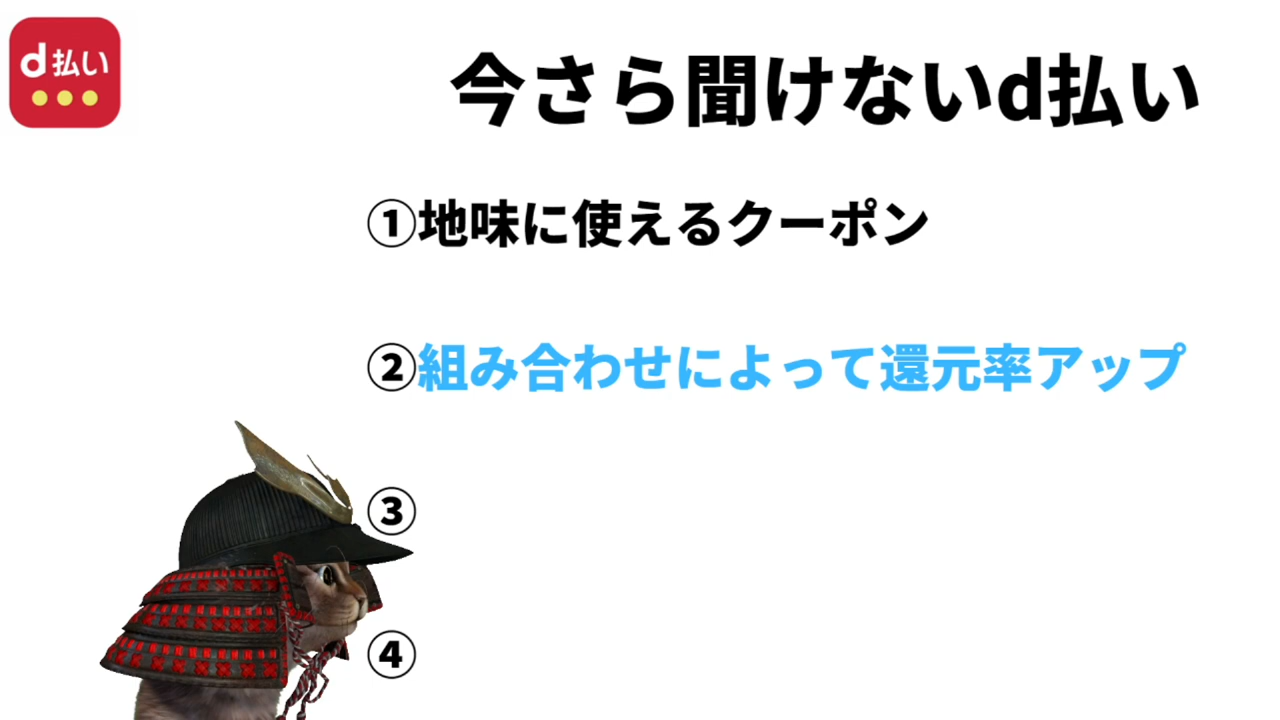 d払い
今さら聞けないd払い
①地味に使えるクーポン
②組み合わせによって還元率アップ
③
④